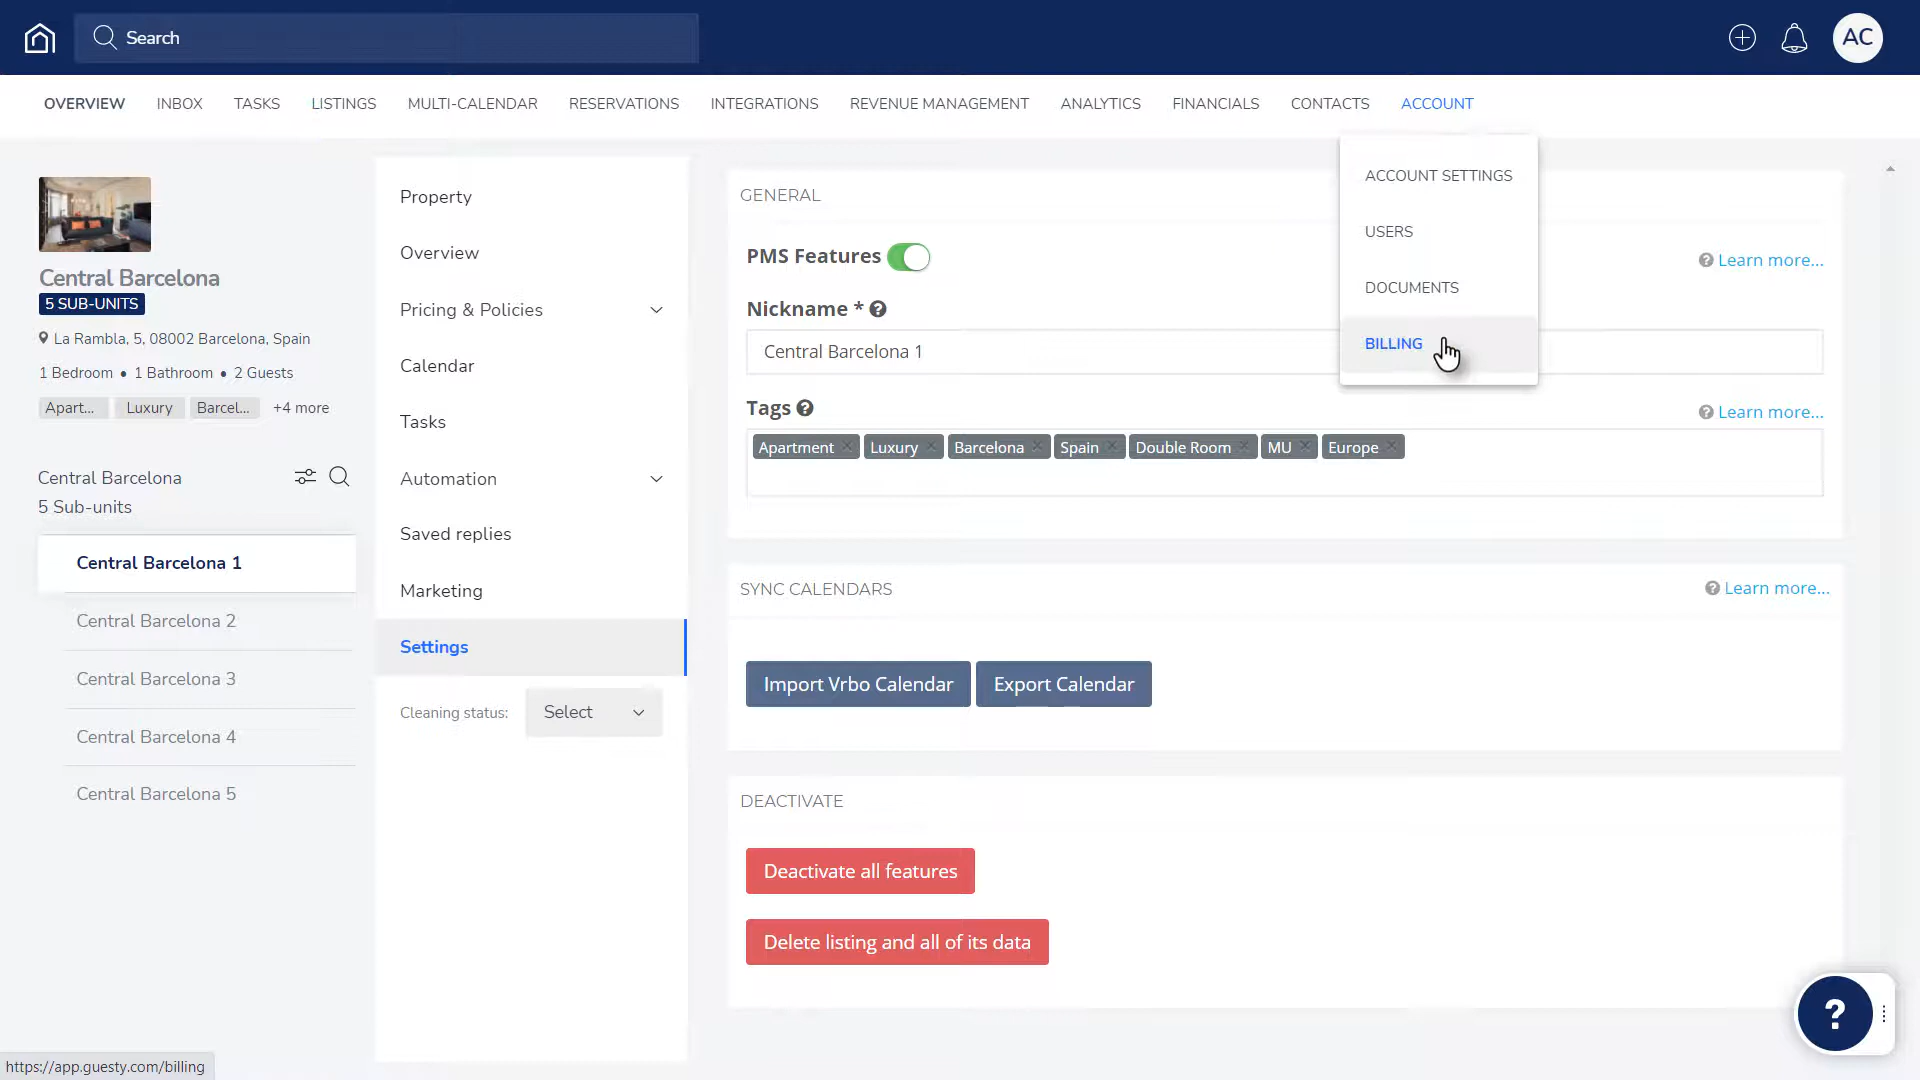 Search
AC
OVERVIEW INBOX TASKS LISTINGS MULTI-CALENDAR RESERVATIONS INTEGRATIONS REVENUE MANAGEMENT ANALYTICS FINANCIALS CONTACTS ACCOUNT
ACCOUNT SETTINGS
USERS
DOCUMENTS
BILLING
Central Barcelona
5 SUB-UNITS
La Rambla, 5, 08002 Barcelona, Spain
1 Bedroom • 1 Bathroom • 2 Guests
Apart... Luxury Barcel... +4 more
Central Barcelona
5 Sub-units
Central Barcelona 1
Central Barcelona 2
Central Barcelona 3
Central Barcelona 4
Central Barcelona 5
Property
Overview
Pricing & Policies
Calendar
Tasks
Automation
Saved replies
Marketing
Settings
Cleaning status: Select
GENERAL
PMS Features
? Learn more...
Nickname * ?
Central Barcelona 1
Tags ?
? Learn more...
Apartment × Luxury × Barcelona × Spain × Double Room × MU × Europe ×
SYNC CALENDARS
? Learn more...
Import Vrbo Calendar Export Calendar
DEACTIVATE
Deactivate all features
Delete listing and all of its data
?
https://app.guesty.com/billing